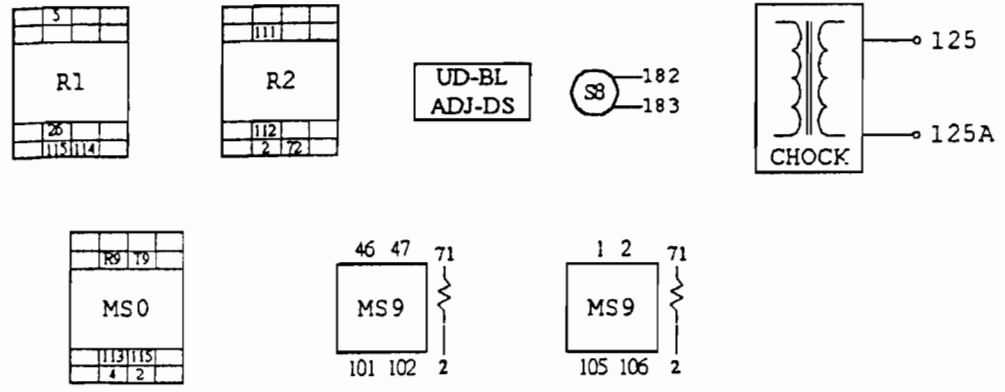 5
R1
26
115 114
111
R2
112
2 72
UD-BL
ADJ-DS
S8
182
183
CHOCK
125
125A
R9 T9
MS0
113 115
4 2
46 47
71
MS9
101 102
2
1 2
71
MS9
105 106
2